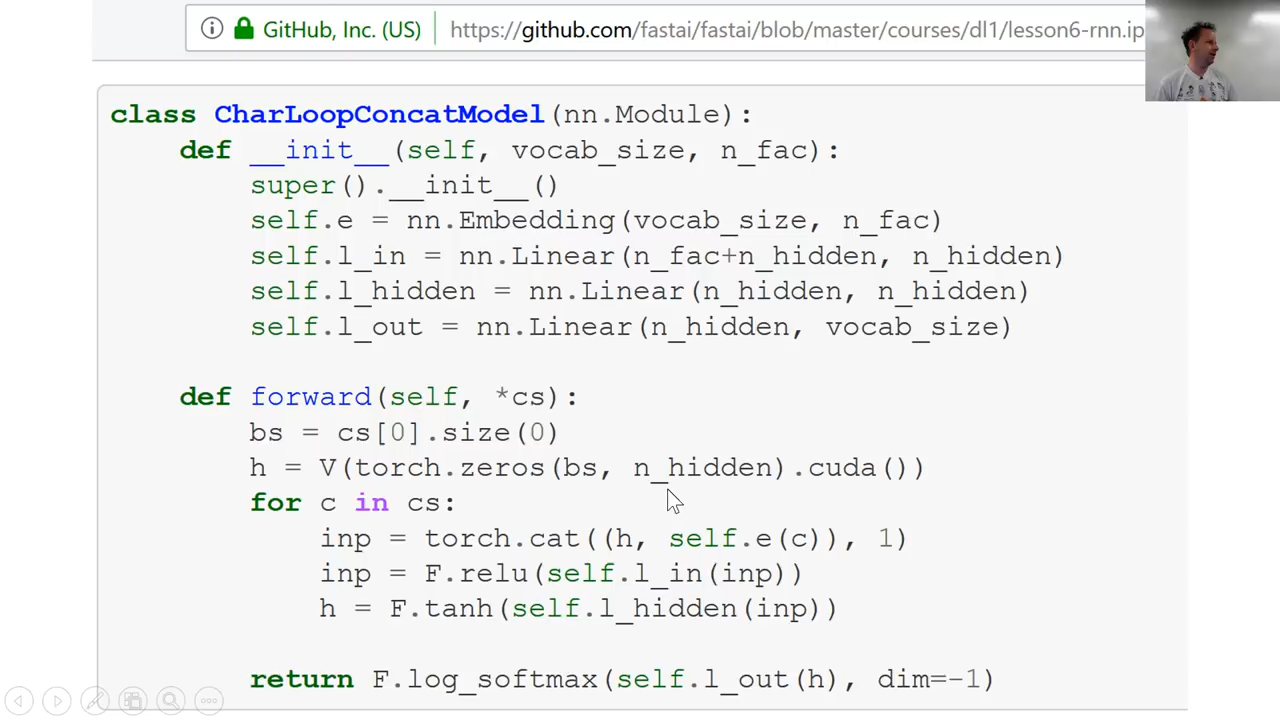 GitHub, Inc. (US) https://github.com/fastai/fastai/blob/master/courses/dl1/lesson6-rnn.ip
class CharLoopConcatModel(nn.Module):
    def __init__(self, vocab_size, n_fac):
        super().__init__()
        self.e = nn.Embedding(vocab_size, n_fac)
        self.l_in = nn.Linear(n_fac+n_hidden, n_hidden)
        self.l_hidden = nn.Linear(n_hidden, n_hidden)
        self.l_out = nn.Linear(n_hidden, vocab_size)
    def forward(self, *cs):
        bs = cs[0].size(0)
        h = V(torch.zeros(bs, n_hidden).cuda())
        for c in cs:
            inp = torch.cat((h, self.e(c)), 1)
            inp = F.relu(self.l_in(inp))
            h = F.tanh(self.l_hidden(inp))
        return F.log_softmax(self.l_out(h), dim=-1)